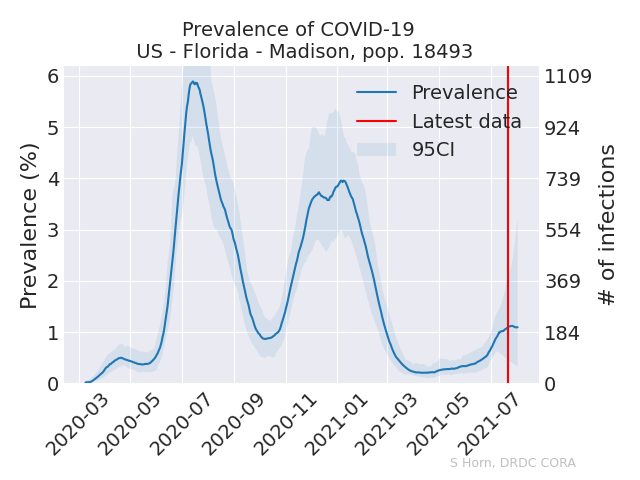 Prevalence of COVID-19
US - Florida - Madison, pop. 18493
Prevalence
Latest data
95CI
Prevalence (%)
6
5
4
3
2
1
0
1109
924
739
554
369
184
0
# of infections
2020-03
2020-05
2020-07
2020-09
2020-11
2021-01
2021-03
2021-05
2021-07
S Horn, DRDC CORA